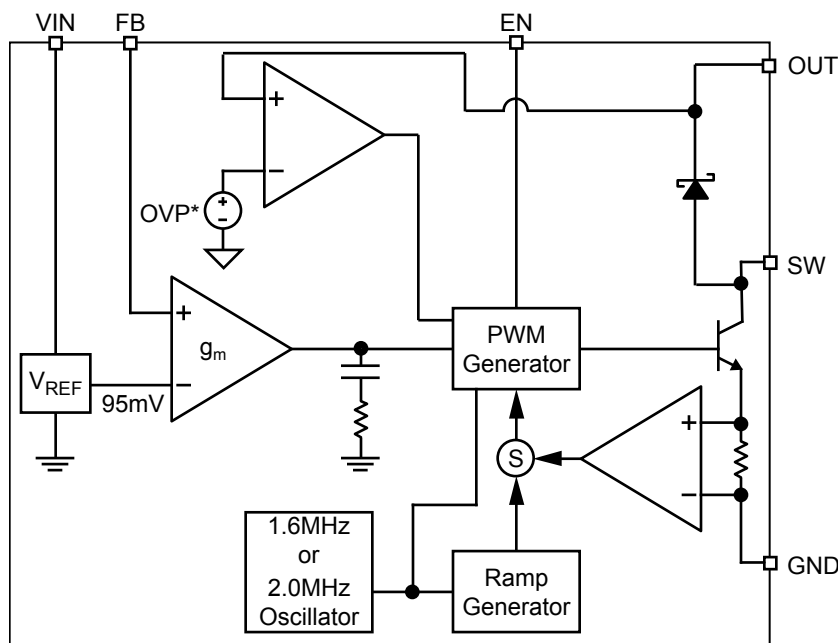 VIN
FB
EN
OUT
+
−
OVP*
+
−
SW
+
gm
−
VREF
95mV
PWM
Generator
S
+
−
1.6MHz
or
2.0MHz
Oscillator
Ramp
Generator
GND